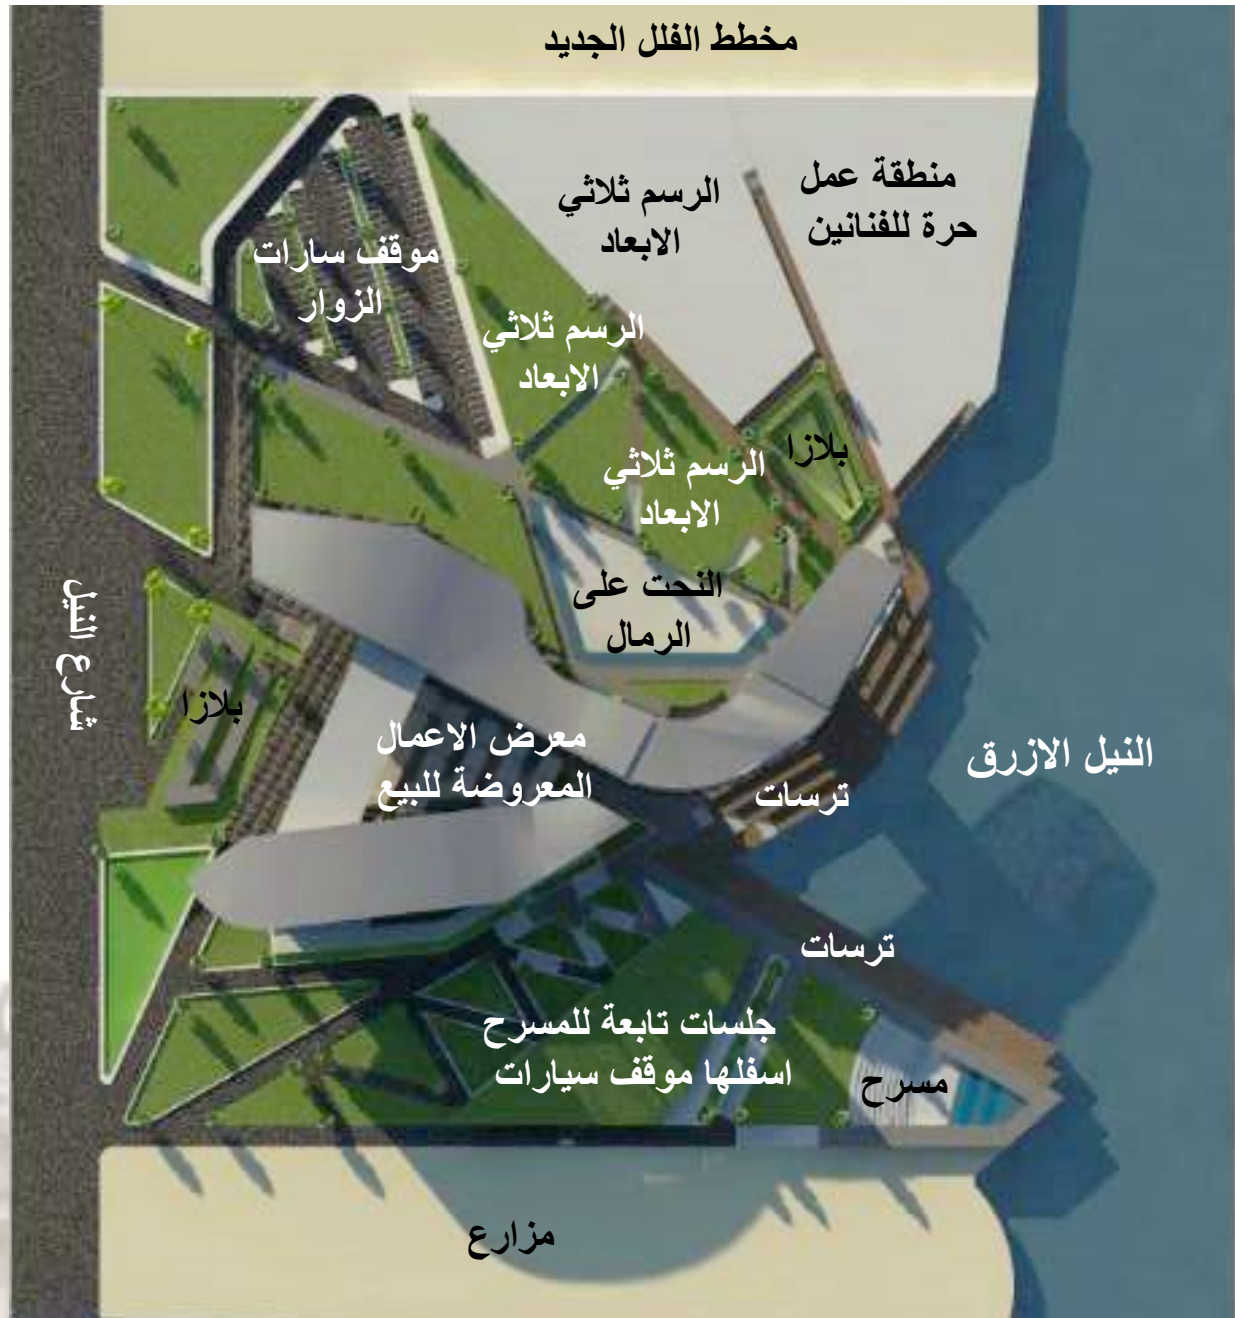 مخطط الفلل الجديد
منطقة عمل
حرة للفنانين
الرسم ثلاثي
الابعاد
موقف سارات
الزوار
الرسم ثلاثي
الابعاد
بلازا
الرسم ثلاثي
الابعاد
النحت على
الرمال
شارع النيل
بلازا
معرض الاعمال
المعروضة للبيع
النيل الازرق
ترسات
ترسات
جلسات تابعة للمسرح
اسفلها موقف سيارات
مسرح
مزارع